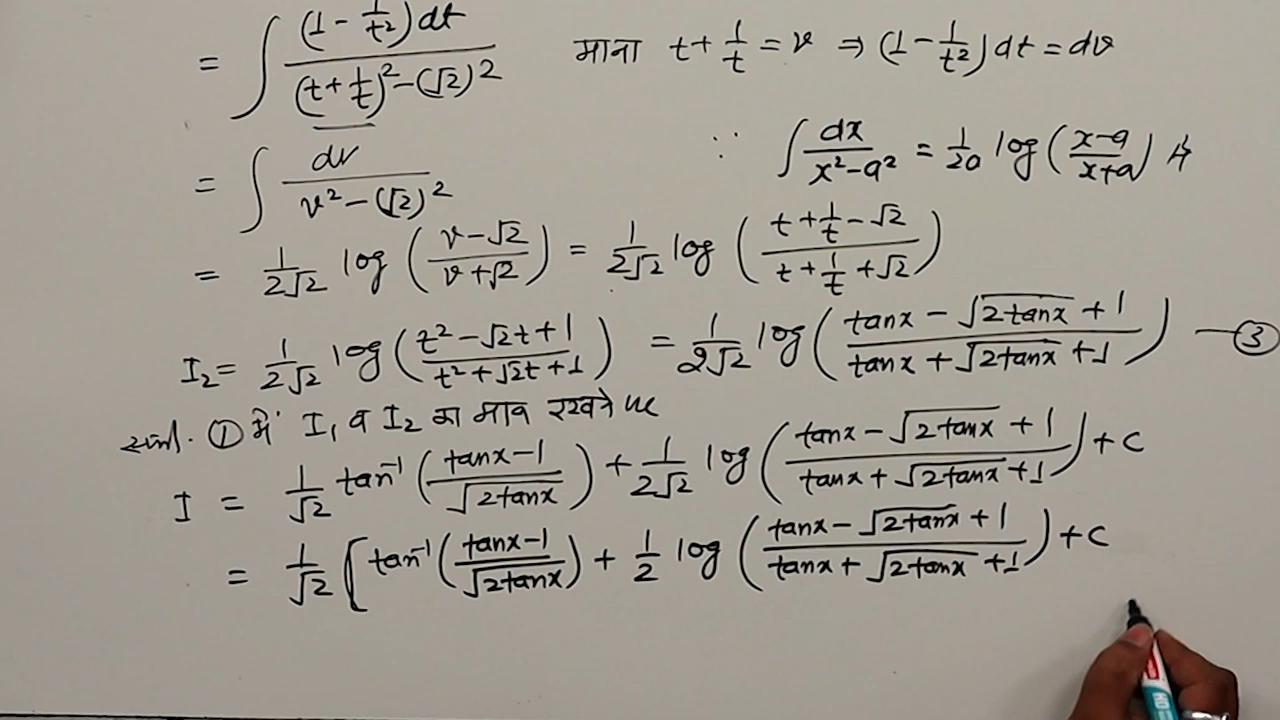 = ∫ (1 - 1/t²) dt / ((t + 1/t)² - (√2)²) माना t + 1/t = v ⇒ (1 - 1/t²) dt = dv
= ∫ dv / (v² - (√2)²) ∵ ∫ dx / (x² - a²) = 1/2a log((x-a)/(x+a))
= 1/2√2 log((v - √2)/(v + √2)) = 1/2√2 log((t + 1/t - √2)/(t + 1/t + √2))
I₂ = 1/2√2 log((t² - √2t + 1)/(t² + √2t + 1)) = 1/2√2 log((tanx - √(2tanx) + 1)/(tanx + √(2tanx) + 1)) — ③
① में I₁ व I₂ का मान रखने पर
I = 1/√2 tan⁻¹((tanx - 1)/√(2tanx)) + 1/2√2 log((tanx - √(2tanx) + 1)/(tanx + √(2tanx) + 1)) + C
= 1/√2 [tan⁻¹((tanx - 1)/√(2tanx)) + 1/2 log((tanx - √(2tanx) + 1)/(tanx + √(2tanx) + 1)) + C